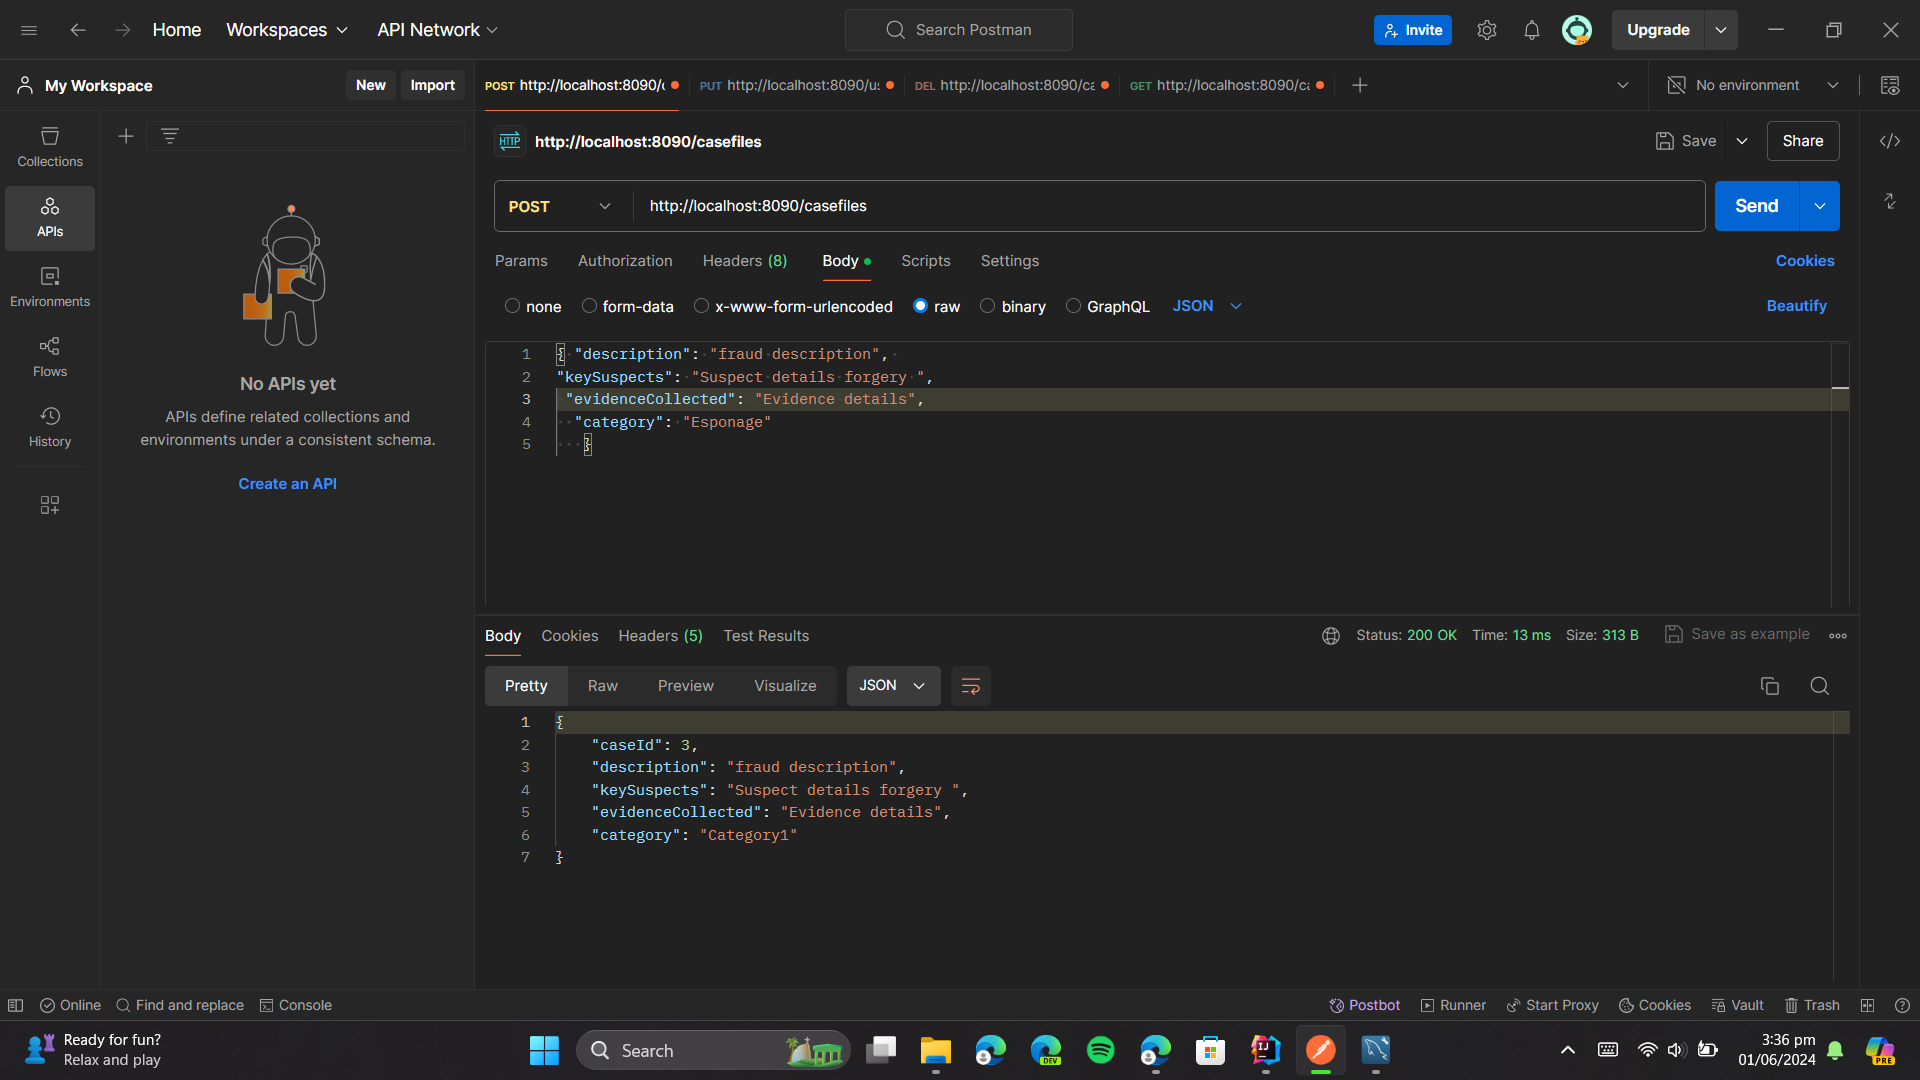 Home
Workspaces
API Network
Search Postman
Invite
Upgrade
My Workspace
New
Import
POST http://localhost:8090/
PUT http://localhost:8090/us
DEL http://localhost:8090/ca
GET http://localhost:8090/ca
No environment
Collections
APIs
Environments
Flows
History
No APIs yet
APIs define related collections and
environments under a consistent schema.
Create an API
HTTP
http://localhost:8090/casefiles
Save
Share
POST
http://localhost:8090/casefiles
Send
Params
Authorization
Headers (8)
Body
Scripts
Settings
Cookies
none
form-data
x-www-form-urlencoded
raw
binary
GraphQL
JSON
Beautify
1 { "description": "fraud description",
2 "keySuspects": "Suspect details forgery ",
3 "evidenceCollected": "Evidence details",
4 "category": "Esponage"
5 }
Body
Cookies
Headers (5)
Test Results
Status: 200 OK
Time: 13 ms
Size: 313 B
Save as example
Pretty
Raw
Preview
Visualize
JSON
1 {
2 "caseId": 3,
3 "description": "fraud description",
4 "keySuspects": "Suspect details forgery ",
5 "evidenceCollected": "Evidence details",
6 "category": "Category1"
7 }
Online
Find and replace
Console
Postbot
Runner
Start Proxy
Cookies
Vault
Trash
Ready for fun?
Relax and play
Search
DEV
IJ
3:36 pm
01/06/2024
PRE